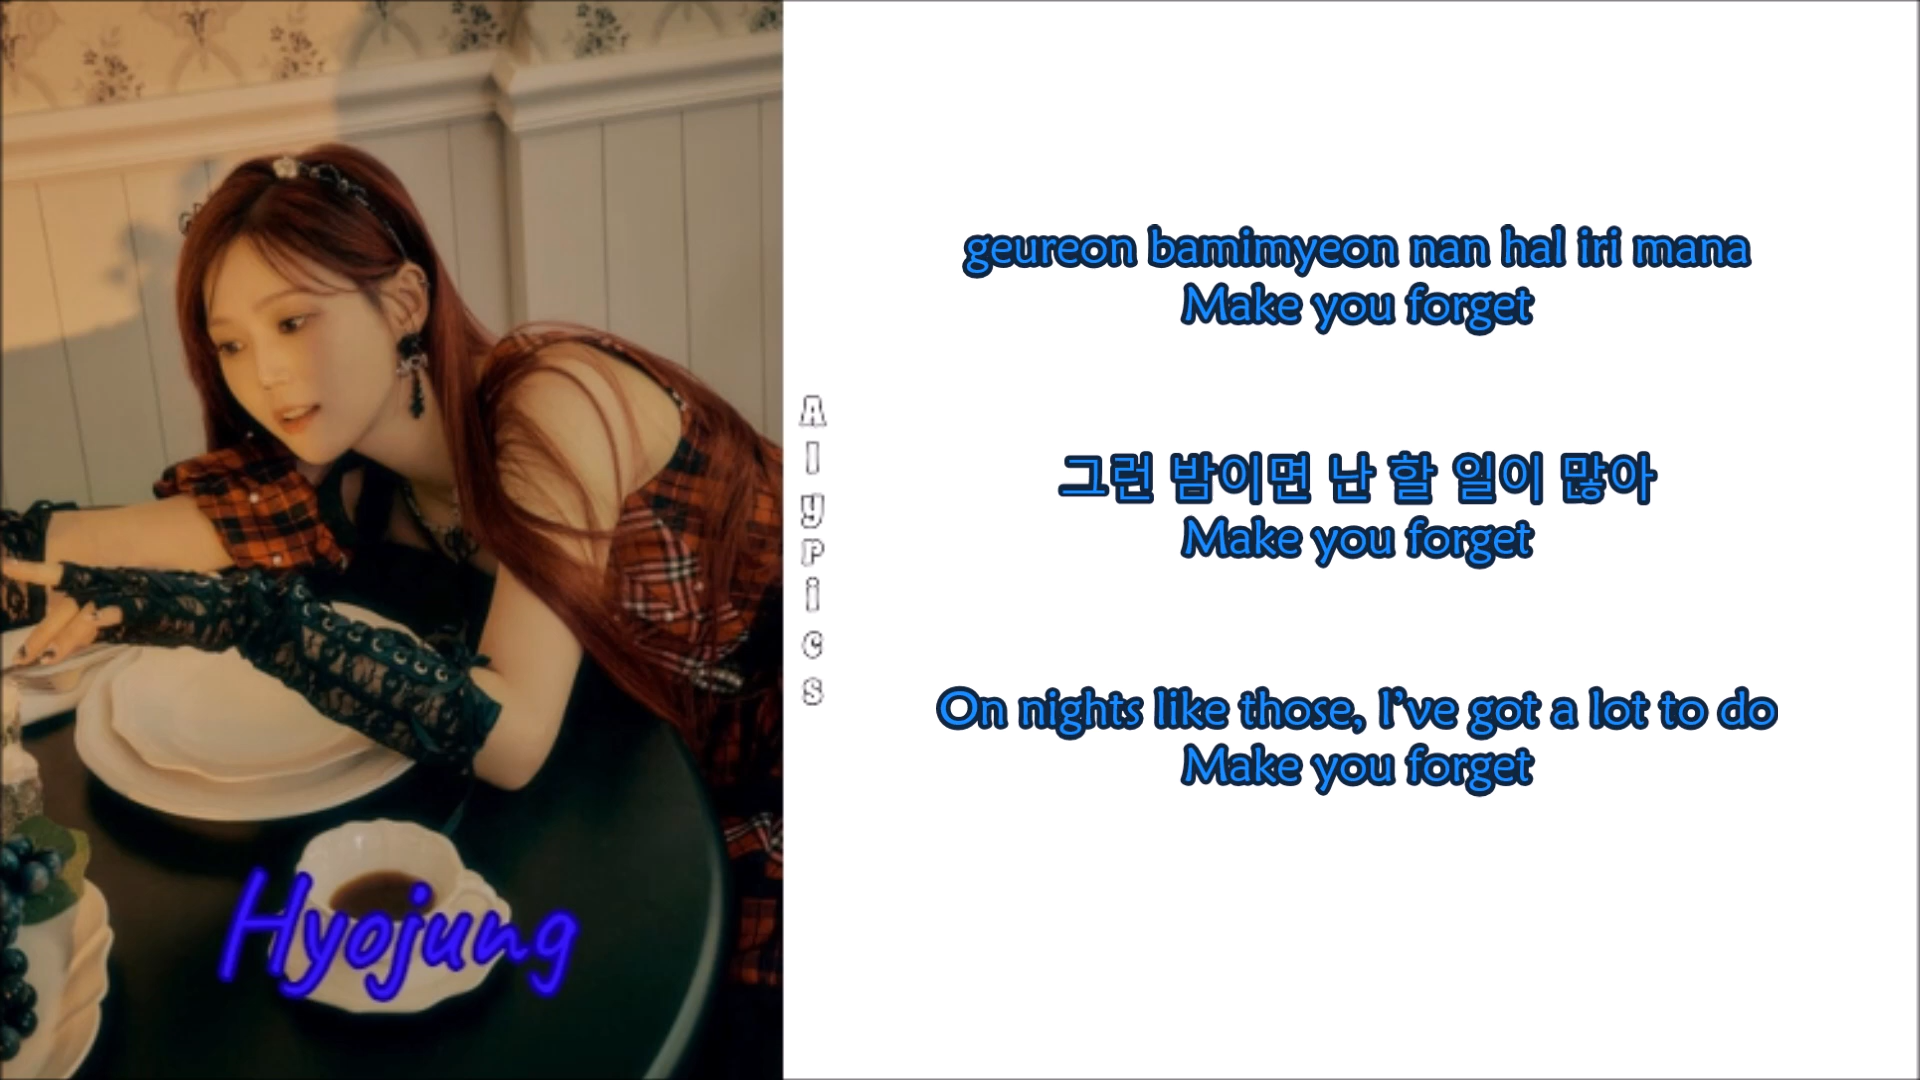 geureon bamimyeon nan hal iri mana
Make you forget
그런 밤이면 난 할 일이 많아
Make you forget
On nights like those, I've got a lot to do
Make you forget
AlyPics
Hyojung